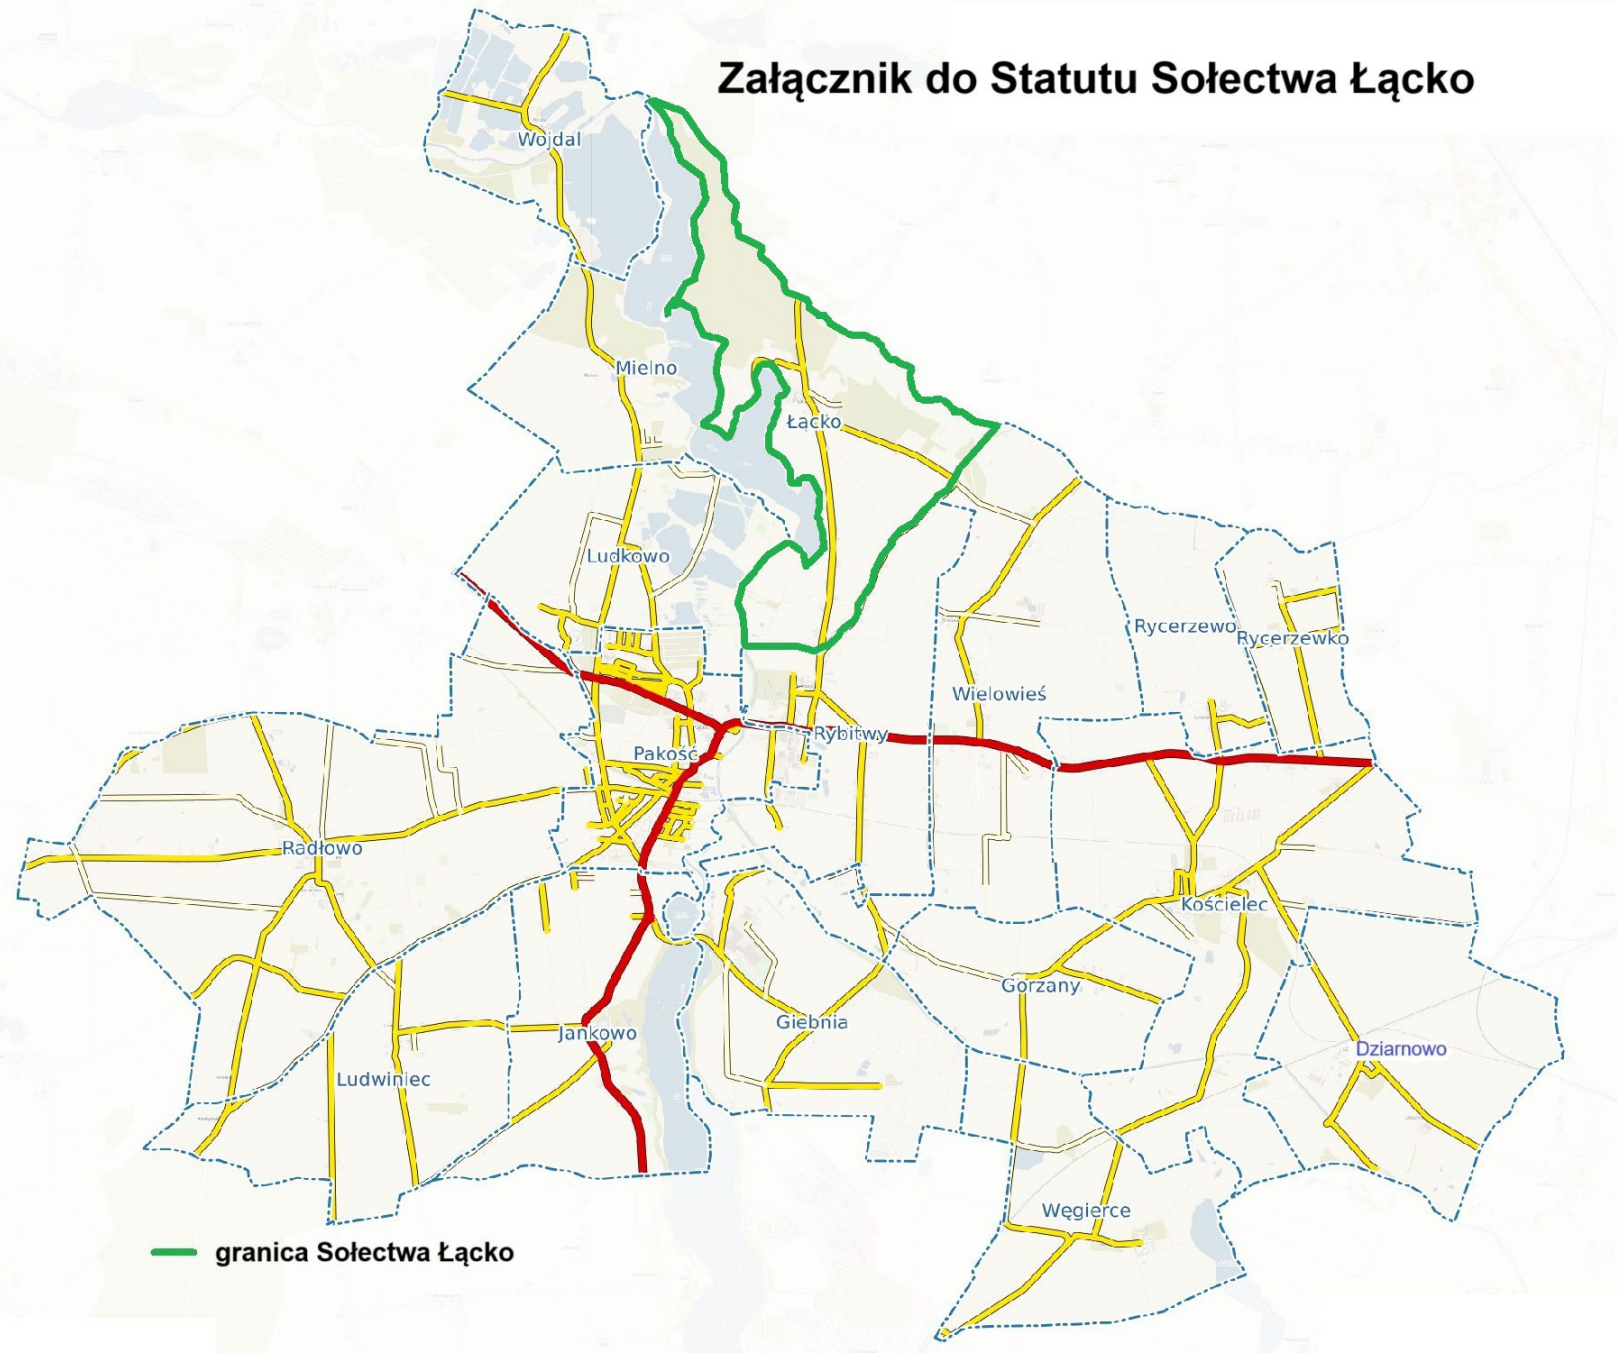 Załącznik do Statutu Sołectwa Łącko
Wojdal
Mielno
Łącko
Ludkowo
Rycerzewo
Rycerzewko
Wielowieś
Rybitwy
Pakość
Radłowo
Kościelec
Gorzany
Giebnia
Jankowo
Dziarnowo
Ludwiniec
Węgierce
granica Sołectwa Łącko